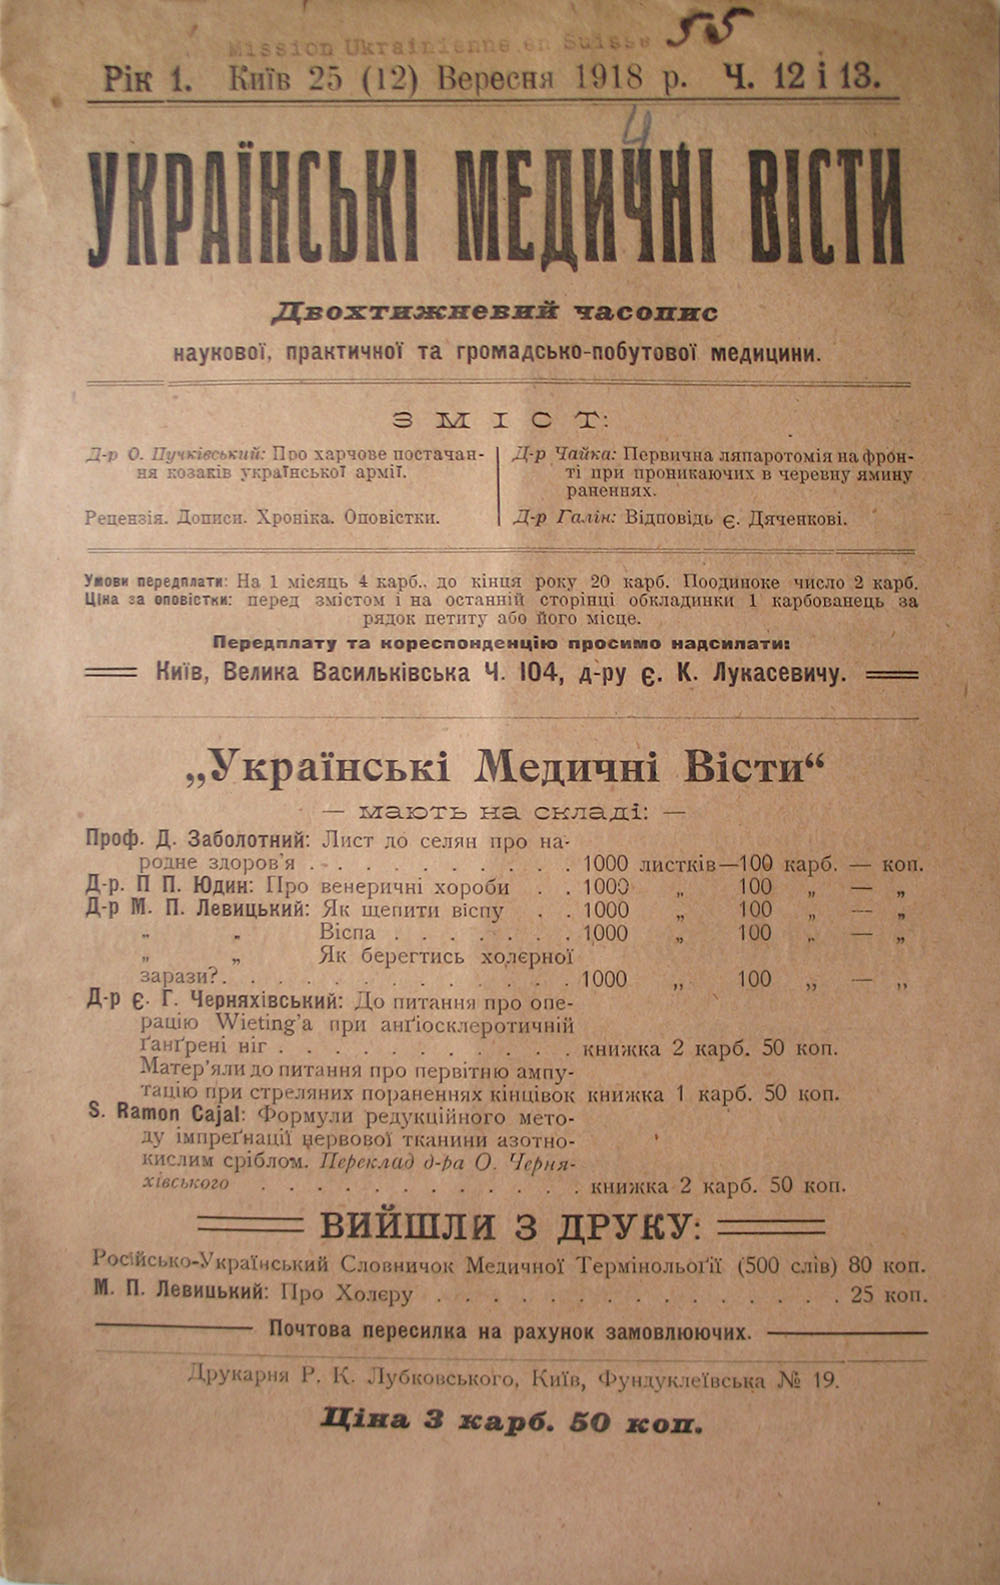 Mission Ukrainienne en Suisse 55
Рік 1. Київ 25 (12) Вересня 1918 р. Ч. 12 і 13.
4
УКРАЇНСЬКІ МЕДИЧНІ ВІСТИ
Двохтижневий часопис
наукової, практичної та громадсько-побутової медицини.
ЗМІСТ:
Д-р О. Пучківський: Про харчове постачан-
ня козаків української армії.
Рецензія. Дописи. Хроніка. Оповістки.
Д-р Чайка: Первична ляпаротомія на фрон-
ті при проникаючих в черевну ямину
раненнях.
Д-р Галін: Відповідь є. Дяченкові.
Умови передплати: На 1 місяць 4 карб., до кінця року 20 карб. Поодиноке число 2 карб.
Ціна за оповістки: перед змістом і на останній сторінці обкладинки 1 карбованець за
рядок петиту або його місце.
Передплату та кореспонденцію просимо надсилати:
Київ, Велика Васильківська Ч. 104, д-ру є. К. Лукасевичу.
„Українські Медичні Вісти“
— мають на складі: —
Проф. Д. Заболотний: Лист до селян про на-
родне здоров'я . . . . . . . . . . . . 1000 листків—100 карб. — коп.
Д-р. П П. Юдин: Про венеричні хороби . . 1000 „ 100 „ — „
Д-р М. П. Левицький: Як щепити віспу . . 1000 „ 100 „ — „
„ „ Віспа . . . . . . . 1000 „ 100 „ — „
„ „ Як берегтись холєрної
зарази? . . . . . . . . . . . . . . 1000 „ 100 „ — „
Д-р є. Г. Черняхівський: До питання про опе-
рацію Wieting'a при анґіосклеротичній
ґанґрені ніг . . . . . . . . . . . . книжка 2 карб. 50 коп.
Матер'яли до питання про первітню ампу-
тацію при стреляних пораненнях кінцівок книжка 1 карб. 50 коп.
S. Ramon Cajal: Формули редукційного мето-
ду імпреґнації нервової тканини азотно-
кислим сріблом. Переклад д-ра О. Черня-
хівського . . . . . . . . . . . . . книжка 2 карб. 50 коп.
ВИЙШЛИ З ДРУКУ:
Російсько-Український Словничок Медичної Термінольоґії (500 слів) 80 коп.
М. П. Левицький: Про Холєру . . . . . . . . . . . . . . . . 25 коп.
Почтова пересилка на рахунок замовлюючих.
Друкарня Р. К. Лубковського, Київ, Фундуклеївська № 19.
Ціна 3 карб. 50 коп.